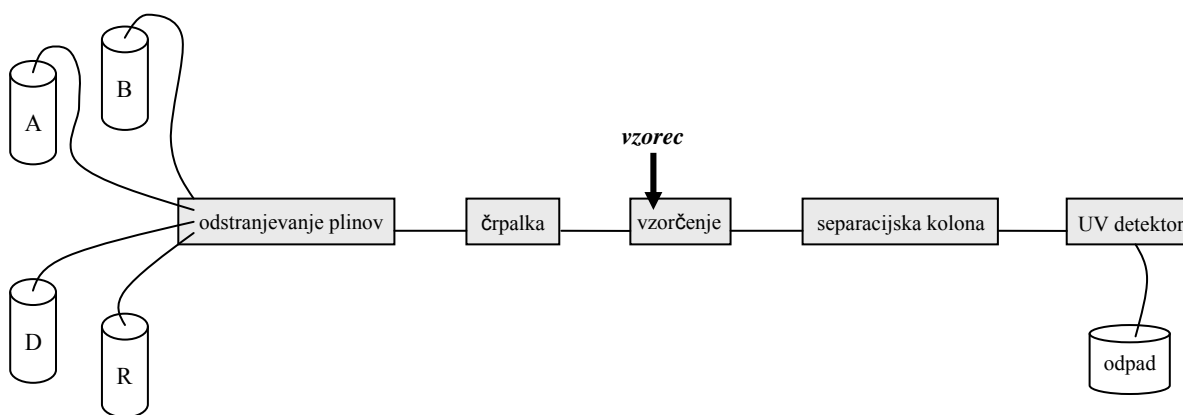 B
A
vzorec
odstranjevanje plinov
črpalka
vzorčenje
separacijska kolona
UV detektor
D
R
odpad